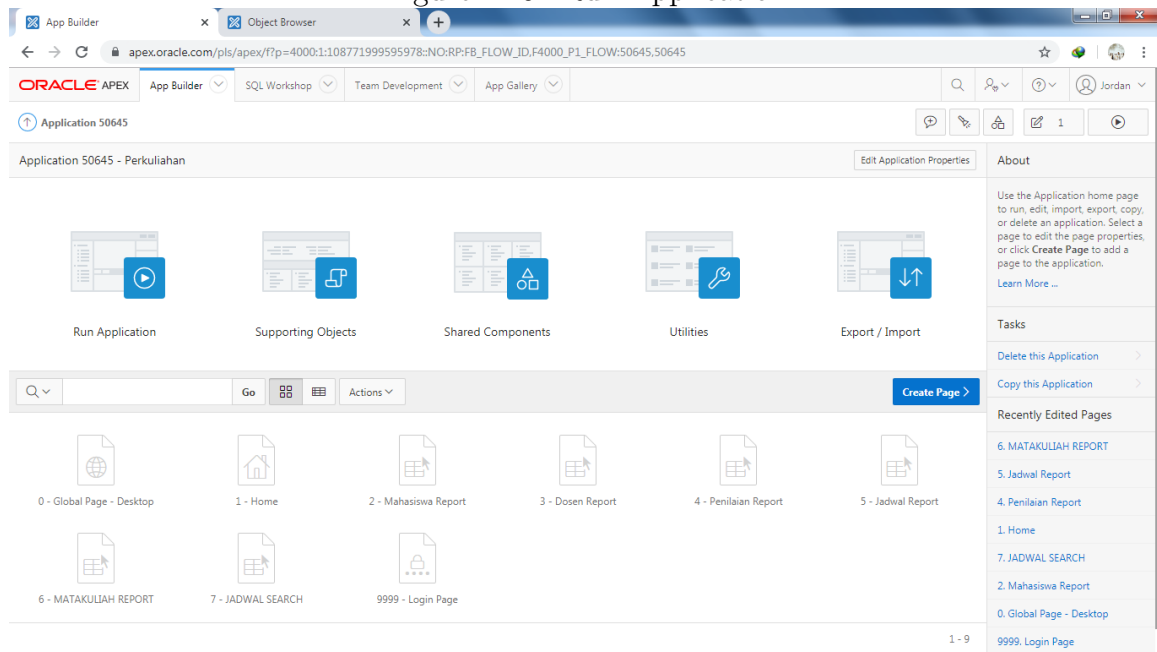 App Builder
Object Browser
apex.oracle.com/pls/apex/f?p=4000:1:108771999595978::NO:RP:FB_FLOW_ID,F4000_P1_FLOW:50645,50645
ORACLE APEX App Builder SQL Workshop Team Development App Gallery Jordan
Application 50645 1
Application 50645 - Perkuliahan Edit Application Properties
Run Application Supporting Objects Shared Components Utilities Export / Import
Go Actions Create Page
0 - Global Page - Desktop 1 - Home 2 - Mahasiswa Report 3 - Dosen Report 4 - Penilaian Report 5 - Jadwal Report
6 - MATAKULIAH REPORT 7 - JADWAL SEARCH 9999 - Login Page
1 - 9
About
Use the Application home page
to run, edit, import, export, copy,
or delete an application. Select a
page to edit the page properties,
or click Create Page to add a
page to the application.
Learn More ...
Tasks
Delete this Application
Copy this Application
Recently Edited Pages
6. MATAKULIAH REPORT
5. Jadwal Report
4. Penilaian Report
1. Home
7. JADWAL SEARCH
2. Mahasiswa Report
0. Global Page - Desktop
9999. Login Page